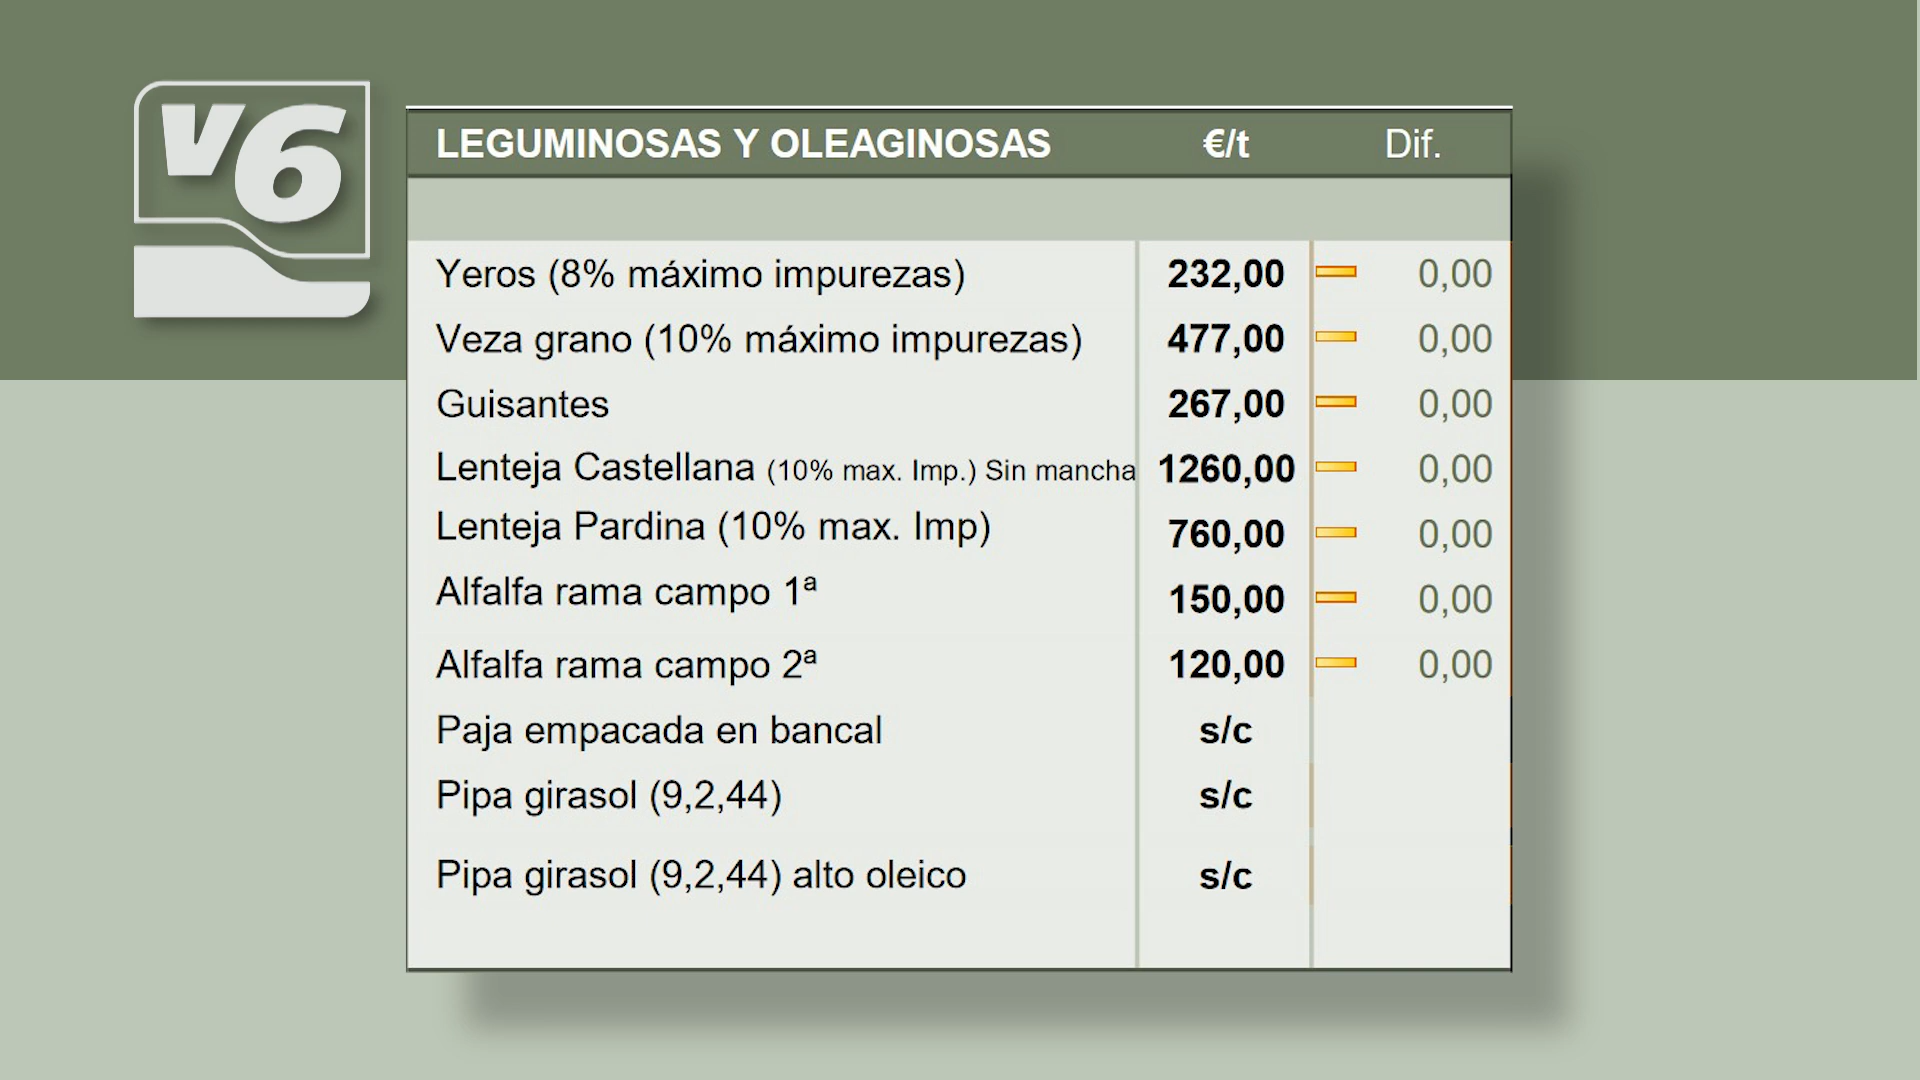 v6
LEGUMINOSAS Y OLEAGINOSAS €/t Dif.
Yeros (8% máximo impurezas) 232,00 0,00
Veza grano (10% máximo impurezas) 477,00 0,00
Guisantes 267,00 0,00
Lenteja Castellana (10% max. Imp.) Sin mancha 1260,00 0,00
Lenteja Pardina (10% max. Imp) 760,00 0,00
Alfalfa rama campo 1ª 150,00 0,00
Alfalfa rama campo 2ª 120,00 0,00
Paja empacada en bancal s/c
Pipa girasol (9,2,44) s/c
Pipa girasol (9,2,44) alto oleico s/c